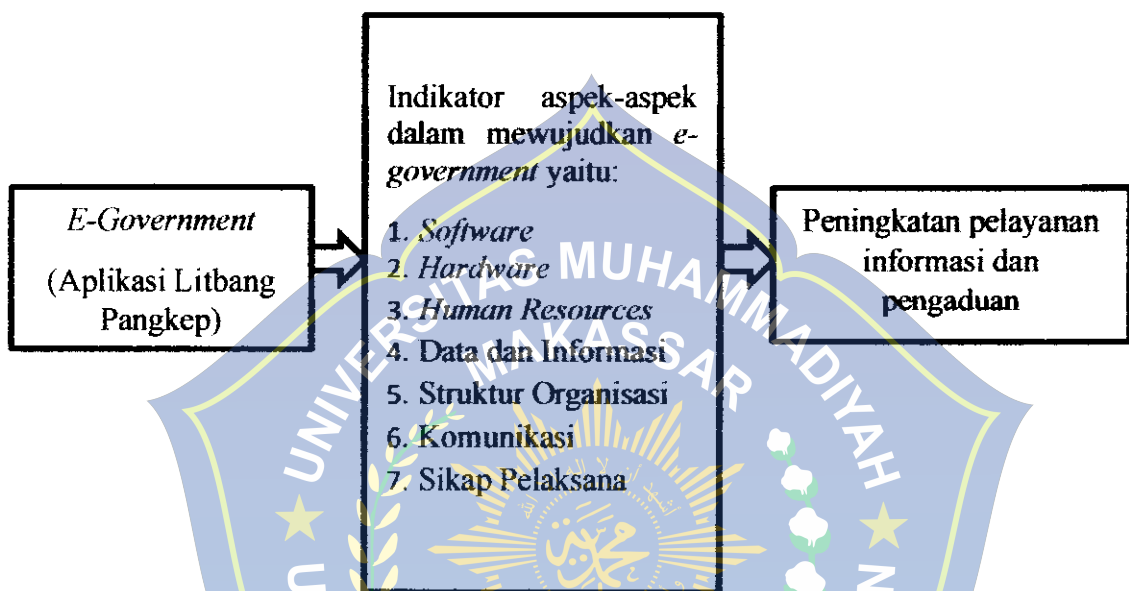 E-Government
(Aplikasi Litbang
Pangkep)
Indikator aspek-aspek
dalam mewujudkan e-
government yaitu:
1. Software
2. Hardware
3. Human Resources
4. Data dan Informasi
5. Struktur Organisasi
6. Komunikasi
7. Sikap Pelaksana
Peningkatan pelayanan
informasi dan
pengaduan
UNIVERSITAS MUHAMMADIYAH
MAKASSAR